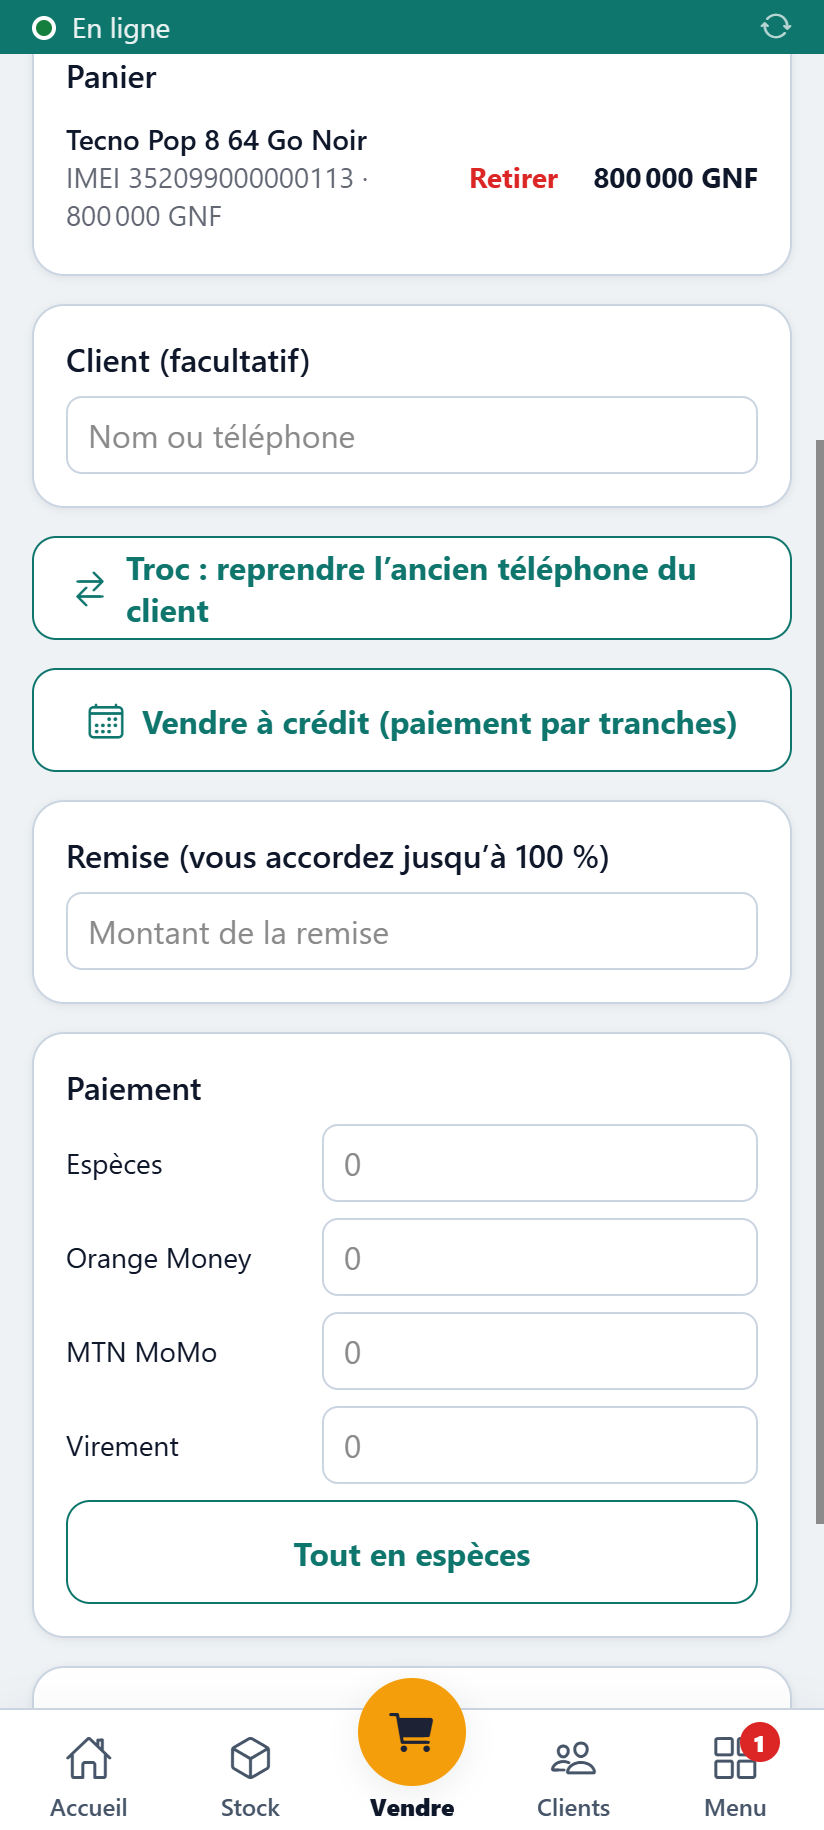 En ligne
Panier
Tecno Pop 8 64 Go Noir
IMEI 352099000000113 ·
800 000 GNF
Retirer
800 000 GNF
Client (facultatif)
Nom ou téléphone
Troc : reprendre l’ancien téléphone du
client
Vendre à crédit (paiement par tranches)
Remise (vous accordez jusqu’à 100 %)
Montant de la remise
Paiement
Espèces
0
Orange Money
0
MTN MoMo
0
Virement
0
Tout en espèces
Accueil
Stock
Vendre
Clients
1
Menu